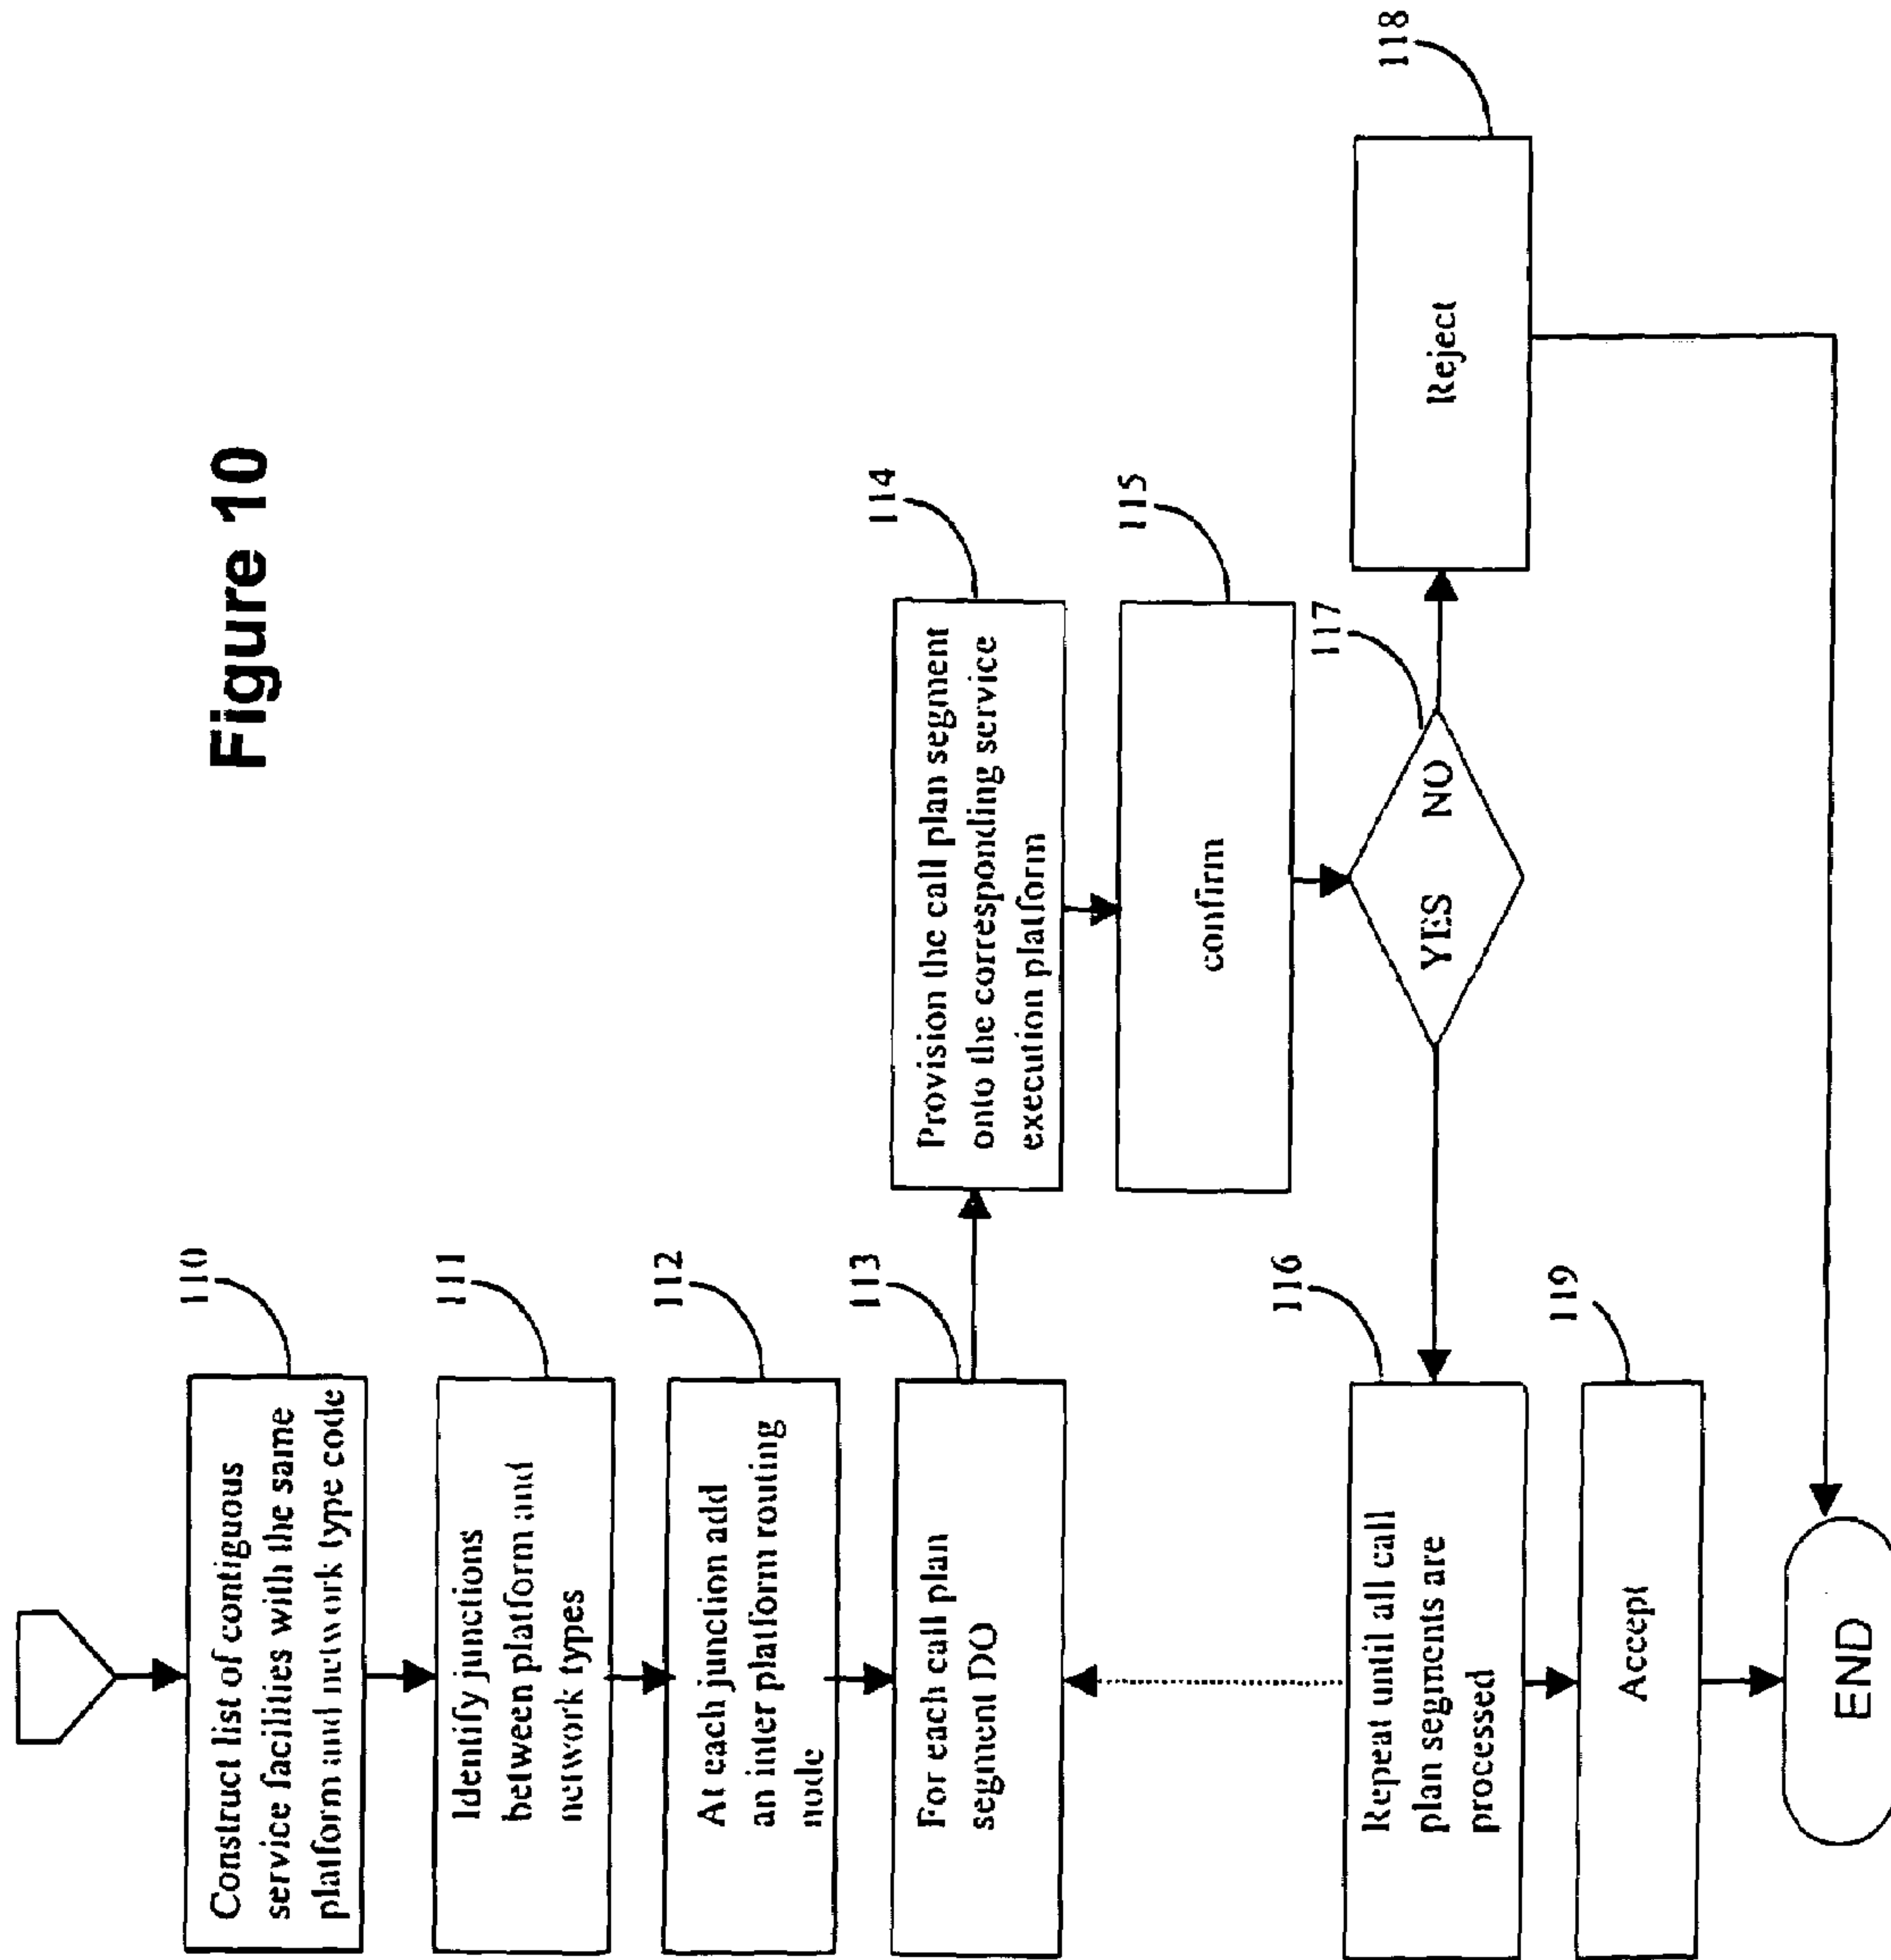 Figure 10
110
Construct list of contiguous
service facilities with the same
platform and network type code
111
Identify junctions
between platform and
network types
112
At each junction add
an inter platform routing
node
113
For each call plan
segment DO
114
Provision the call plan segment
onto the corresponding service
execution platform
115
confirm
117
YES NO
118
Reject
116
Repeat until all call
plan segments are
processed
119
Accept
END